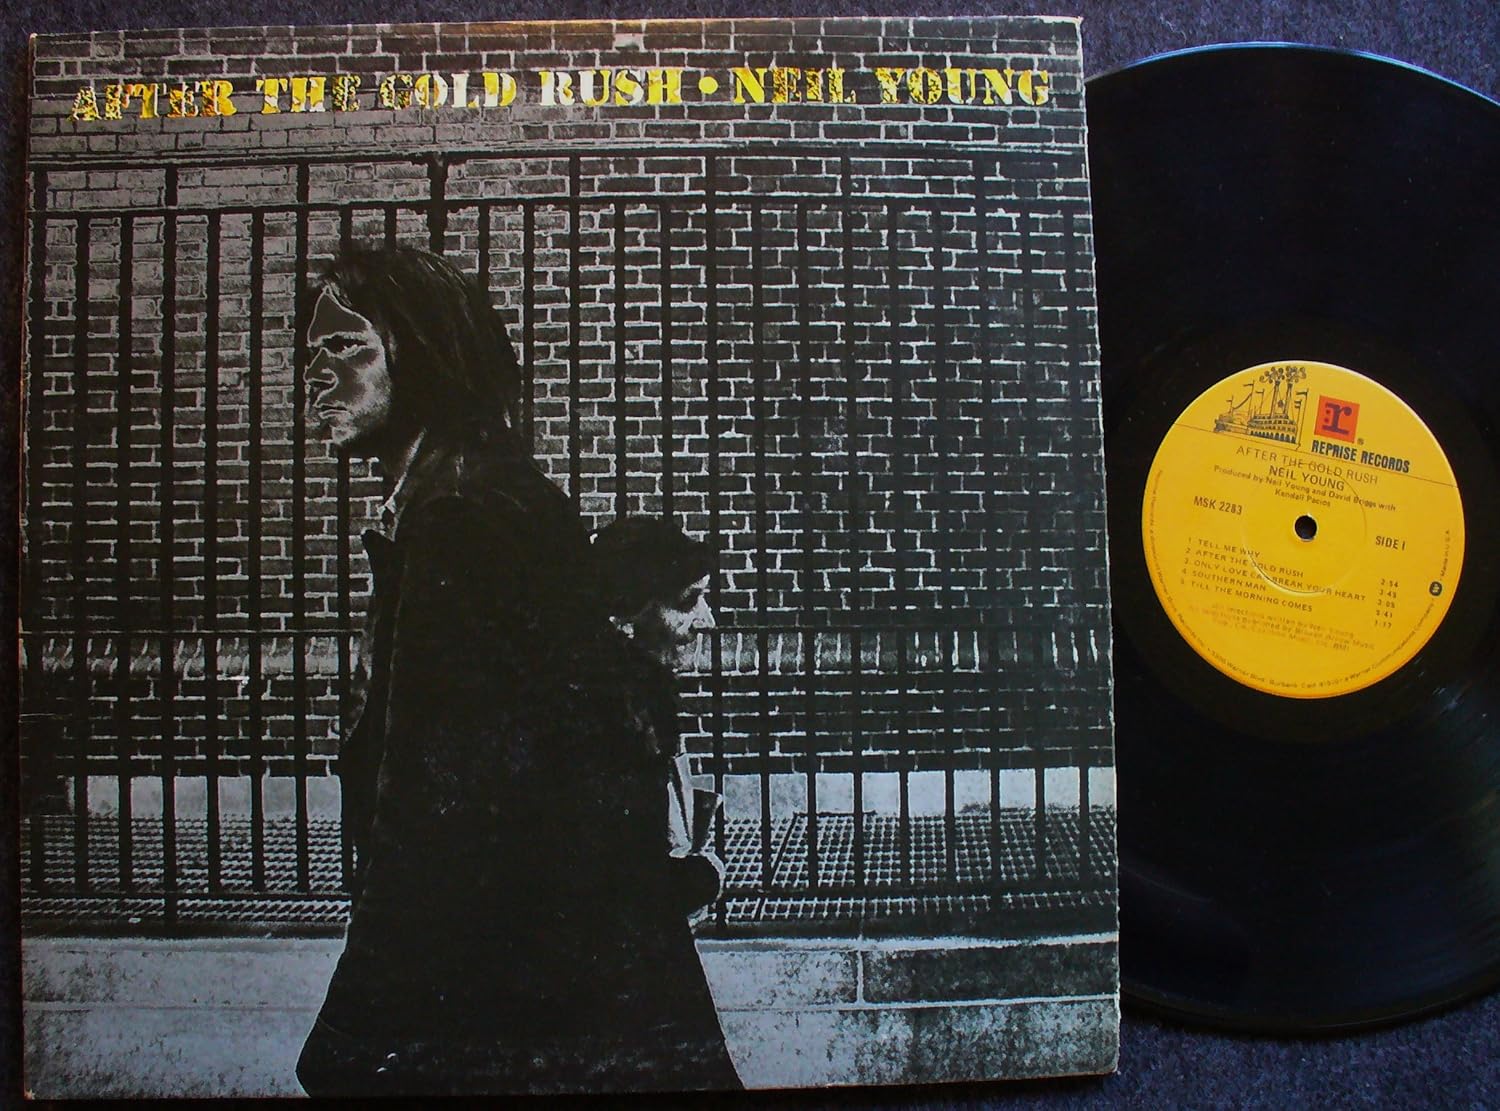 AFTER THE GOLD RUSH • NEIL YOUNG
r
®
REPRISE RECORDS
AFTER THE GOLD RUSH
NEIL YOUNG
Produced by Neil Young and David Briggs with
Kendall Pacios
MSK 2283
SIDE 1
1. TELL ME WHY 2:54
2. AFTER THE GOLD RUSH 3:45
3. ONLY LOVE CAN BREAK YOUR HEART 3:05
4. SOUTHERN MAN 5:41
5. TILL THE MORNING COMES 1:17
Made in U.S.A.